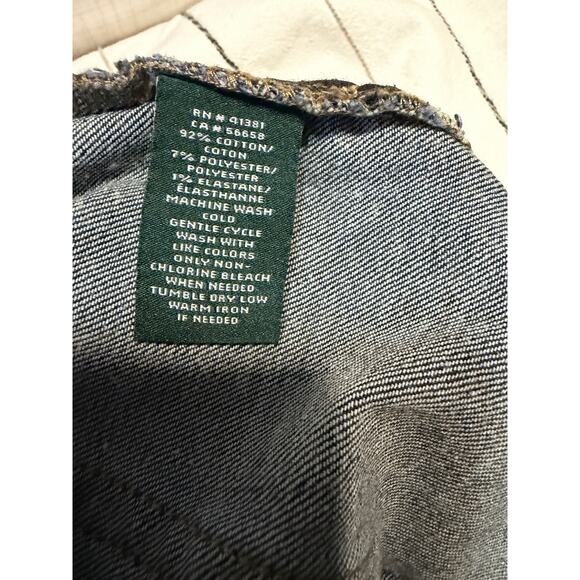 RN # 41381
CA # 56658
92% COTTON/
COTON
7% POLYESTER/
POLYESTER
1% ELASTANE/
ÉLASTHANNE
MACHINE WASH
COLD
GENTLE CYCLE
WASH WITH
LIKE COLORS
ONLY NON-
CHLORINE BLEACH
WHEN NEEDED
TUMBLE DRY LOW
WARM IRON
IF NEEDED